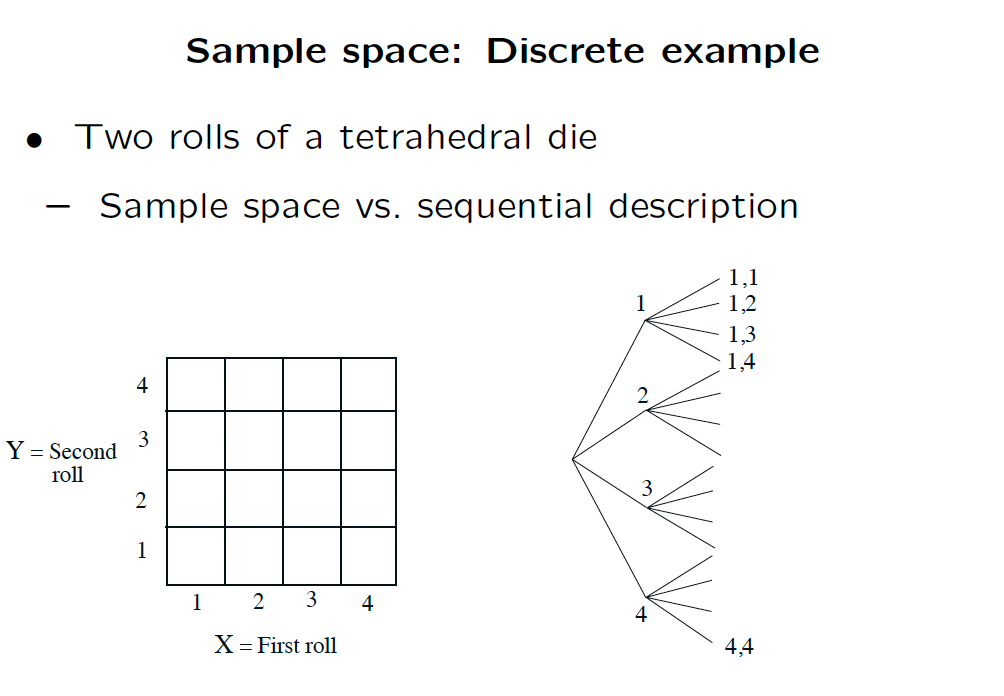 Sample space: Discrete example
• Two rolls of a tetrahedral die
– Sample space vs. sequential description
4
3
2
1
Y = Second
roll
1
2
3
4
X = First roll
1
2
3
4
1,1
1,2
1,3
1,4
4,4